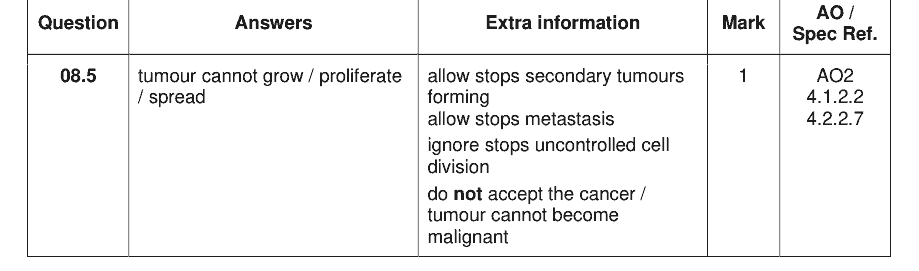 Question Answers Extra information Mark AO /
Spec Ref.
08.5 tumour cannot grow / proliferate
/ spread
allow stops secondary tumours
forming
allow stops metastasis
ignore stops uncontrolled cell
division
do not accept the cancer /
tumour cannot become
malignant
1
AO2
4.1.2.2
4.2.2.7